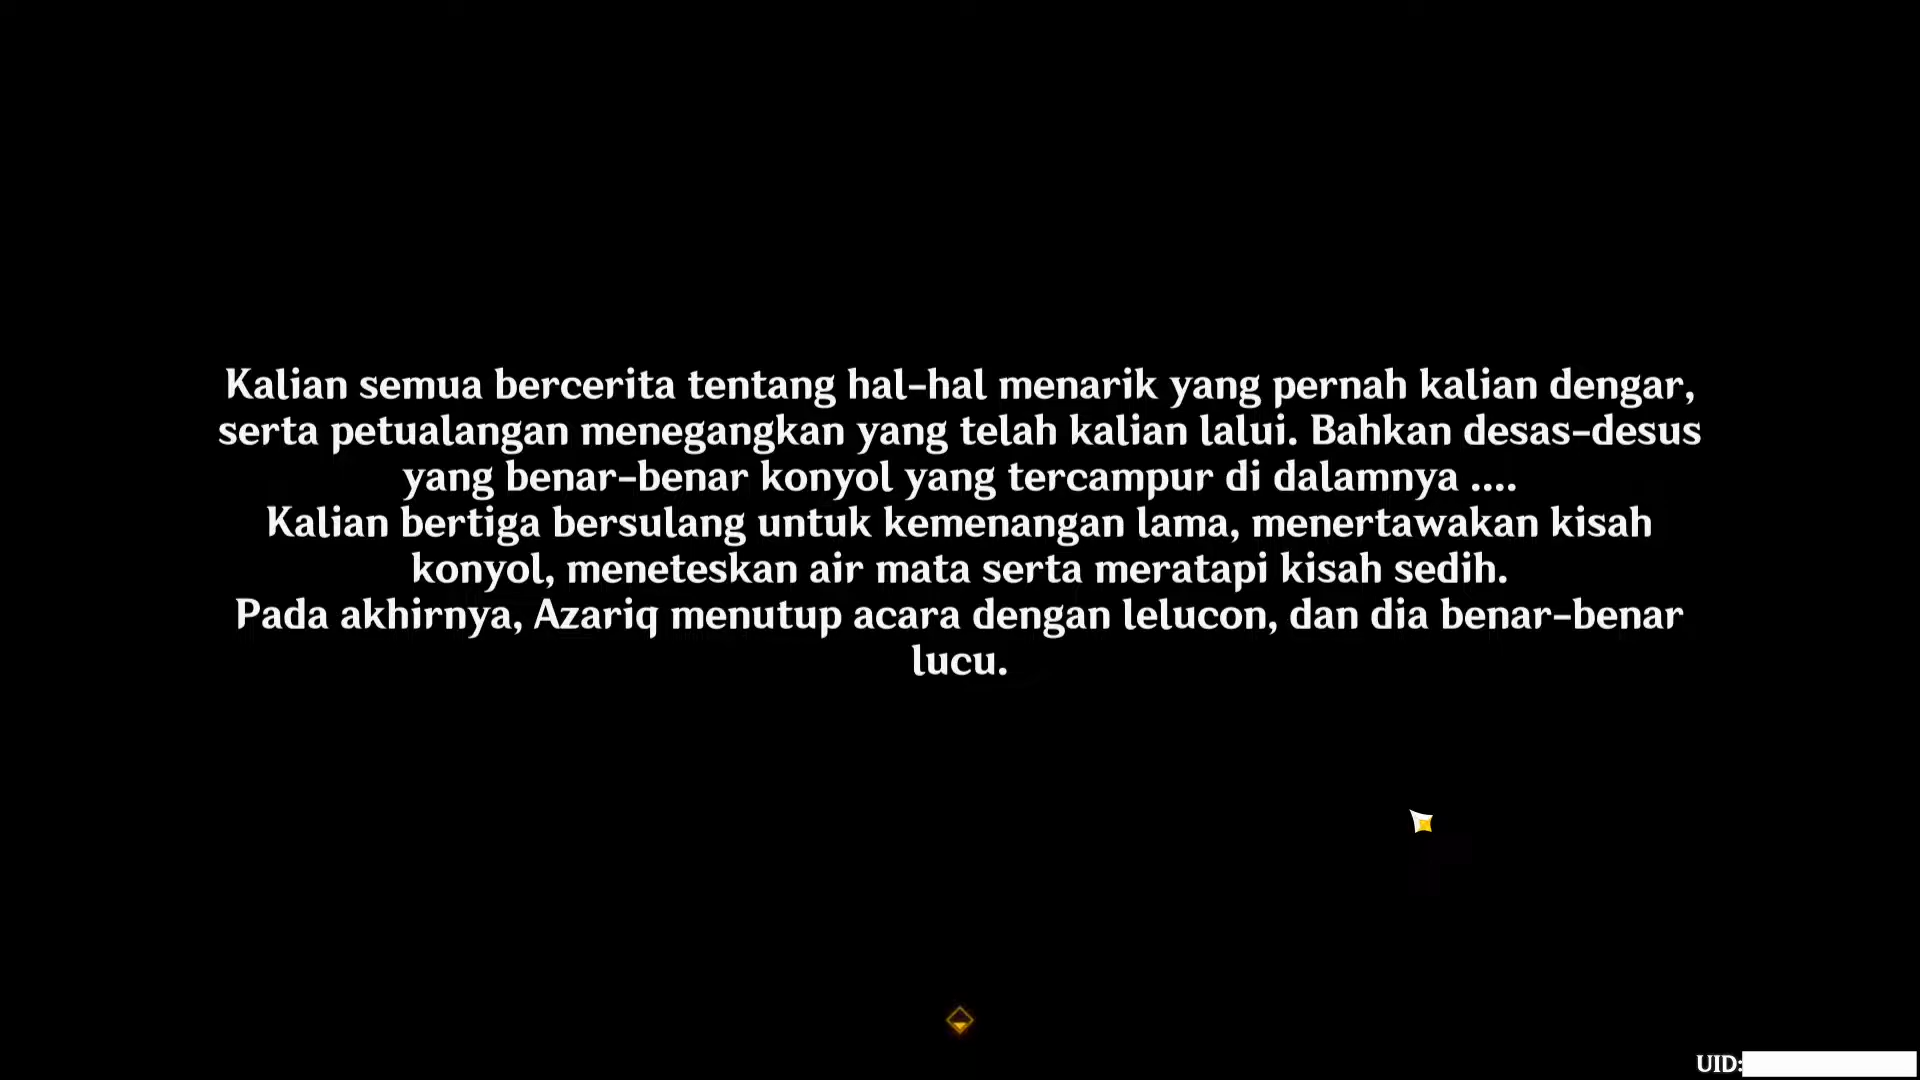 Kalian semua bercerita tentang hal-hal menarik yang pernah kalian dengar,
serta petualangan menegangkan yang telah kalian lalui. Bahkan desas-desus
yang benar-benar konyol yang tercampur di dalamnya ....
Kalian bertiga bersulang untuk kemenangan lama, menertawakan kisah
konyol, meneteskan air mata serta meratapi kisah sedih.
Pada akhirnya, Azariq menutup acara dengan lelucon, dan dia benar-benar
lucu.
UID: